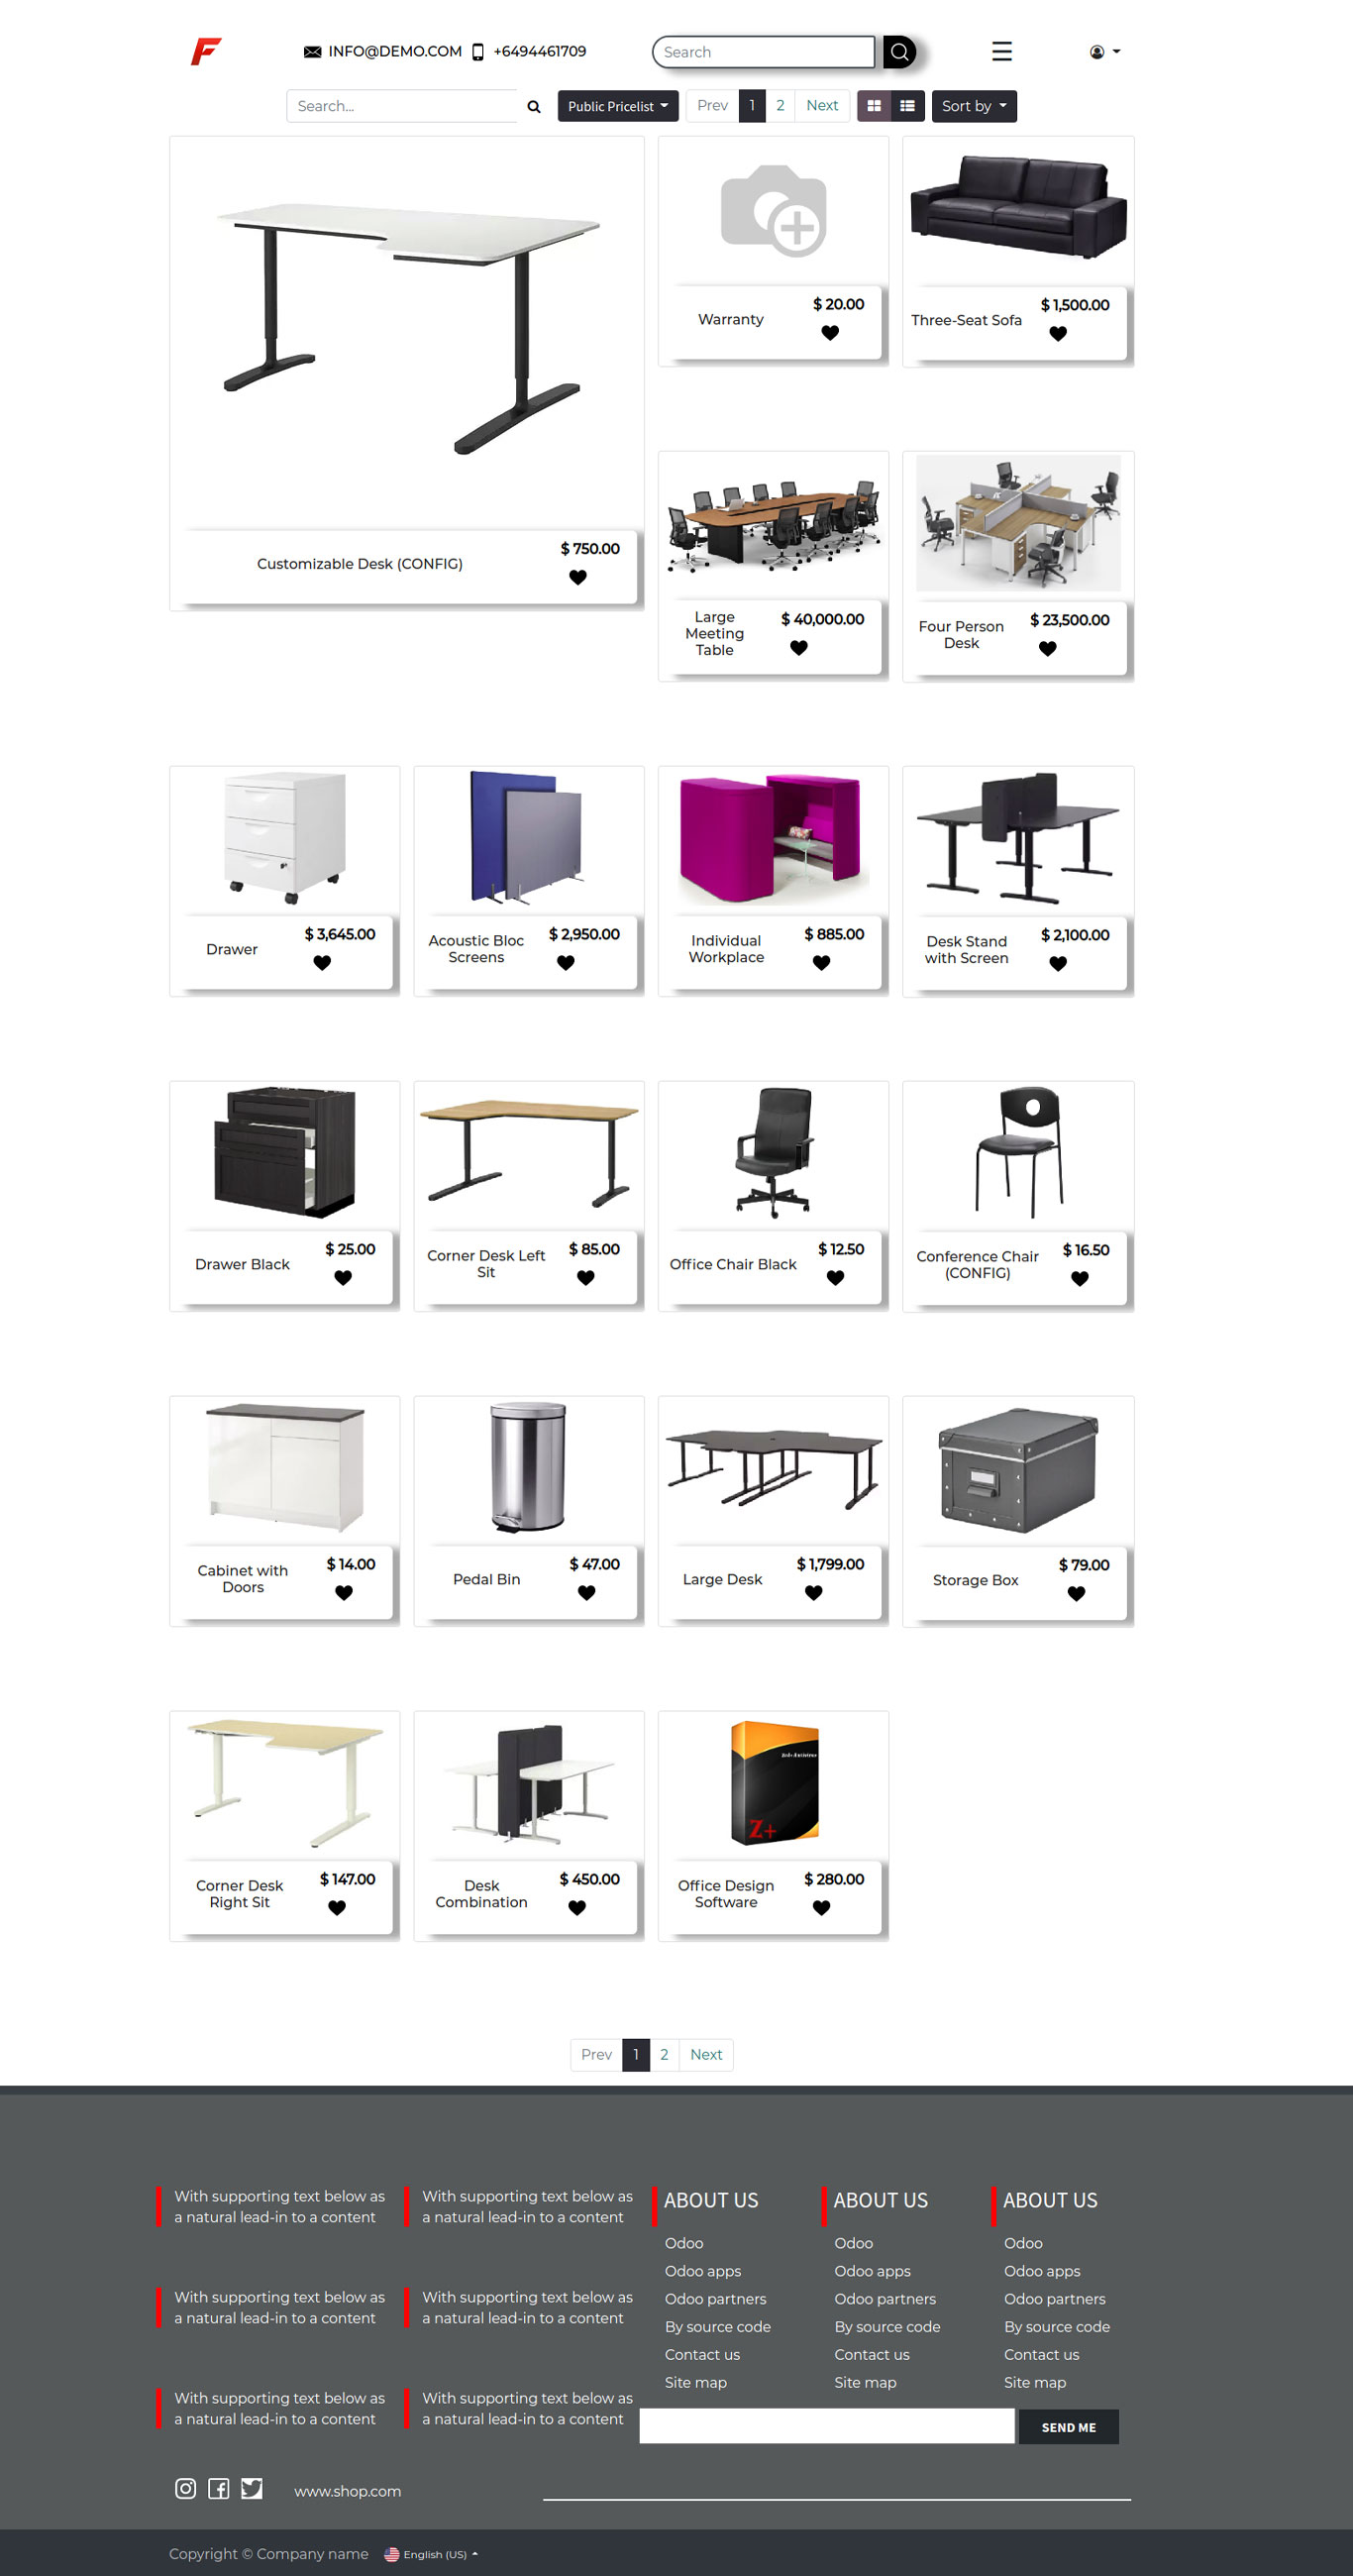 F
INFO@DEMO.COM +6494461709 Search
Search... Public Pricelist Prev 1 2 Next Sort by
Warranty $ 20.00
Three-Seat Sofa $ 1,500.00
Customizable Desk (CONFIG) $ 750.00
Large
Meeting
Table
$ 40,000.00
Four Person
Desk
$ 23,500.00
Drawer $ 3,645.00
Acoustic Bloc
Screens
$ 2,950.00
Individual
Workplace
$ 885.00
Desk Stand
with Screen
$ 2,100.00
Drawer Black $ 25.00
Corner Desk Left
Sit
$ 85.00
Office Chair Black $ 12.50
Conference Chair
(CONFIG)
$ 16.50
Cabinet with
Doors
$ 14.00
Pedal Bin $ 47.00
Large Desk $ 1,799.00
Storage Box $ 79.00
Corner Desk
Right Sit
$ 147.00
Desk
Combination
$ 450.00
Z+
Office Design
Software
$ 280.00
Prev 1 2 Next
With supporting text below as
a natural lead-in to a content
With supporting text below as
a natural lead-in to a content
With supporting text below as
a natural lead-in to a content
With supporting text below as
a natural lead-in to a content
With supporting text below as
a natural lead-in to a content
With supporting text below as
a natural lead-in to a content
ABOUT US
Odoo
Odoo apps
Odoo partners
By source code
Contact us
Site map
ABOUT US
Odoo
Odoo apps
Odoo partners
By source code
Contact us
Site map
ABOUT US
Odoo
Odoo apps
Odoo partners
By source code
Contact us
Site map
SEND ME
www.shop.com
Copyright © Company name English (US)